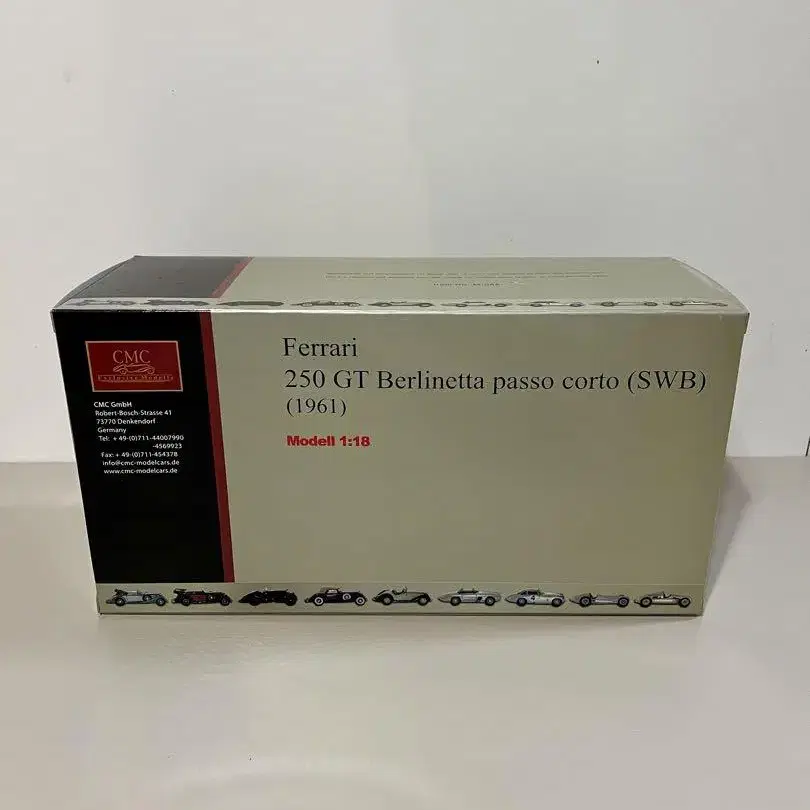 CMC
Exclusive Modelle
CMC GmbH
Robert-Bosch-Strasse 41
73770 Denkendorf
Germany
Tel: + 49-(0)711-44007990
-4569923
Fax: + 49-(0)711-454378
info@cmc-modelcars.de
www.cmc-modelcars.de
Ferrari
250 GT Berlinetta passo corto (SWB)
(1961)
Modell 1:18
4